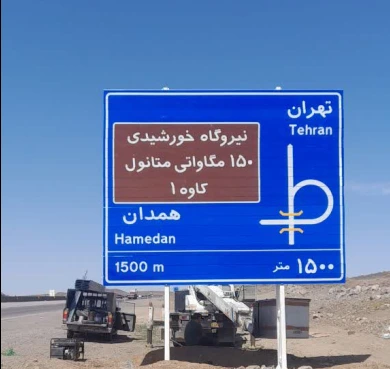 تهران
Tehran
نیروگاه خورشیدی
۱۵۰ مگاواتی متانول
کاوه ۱
همدان
Hamedan
۱۵۰۰ متر
1500 m